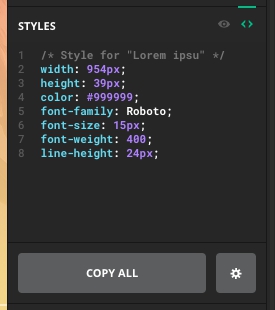 STYLES
1 /* Style for "Lorem ipsu" */
2 width: 954px;
3 height: 39px;
4 color: #999999;
5 font-family: Roboto;
6 font-size: 15px;
7 font-weight: 400;
8 line-height: 24px;
COPY ALL